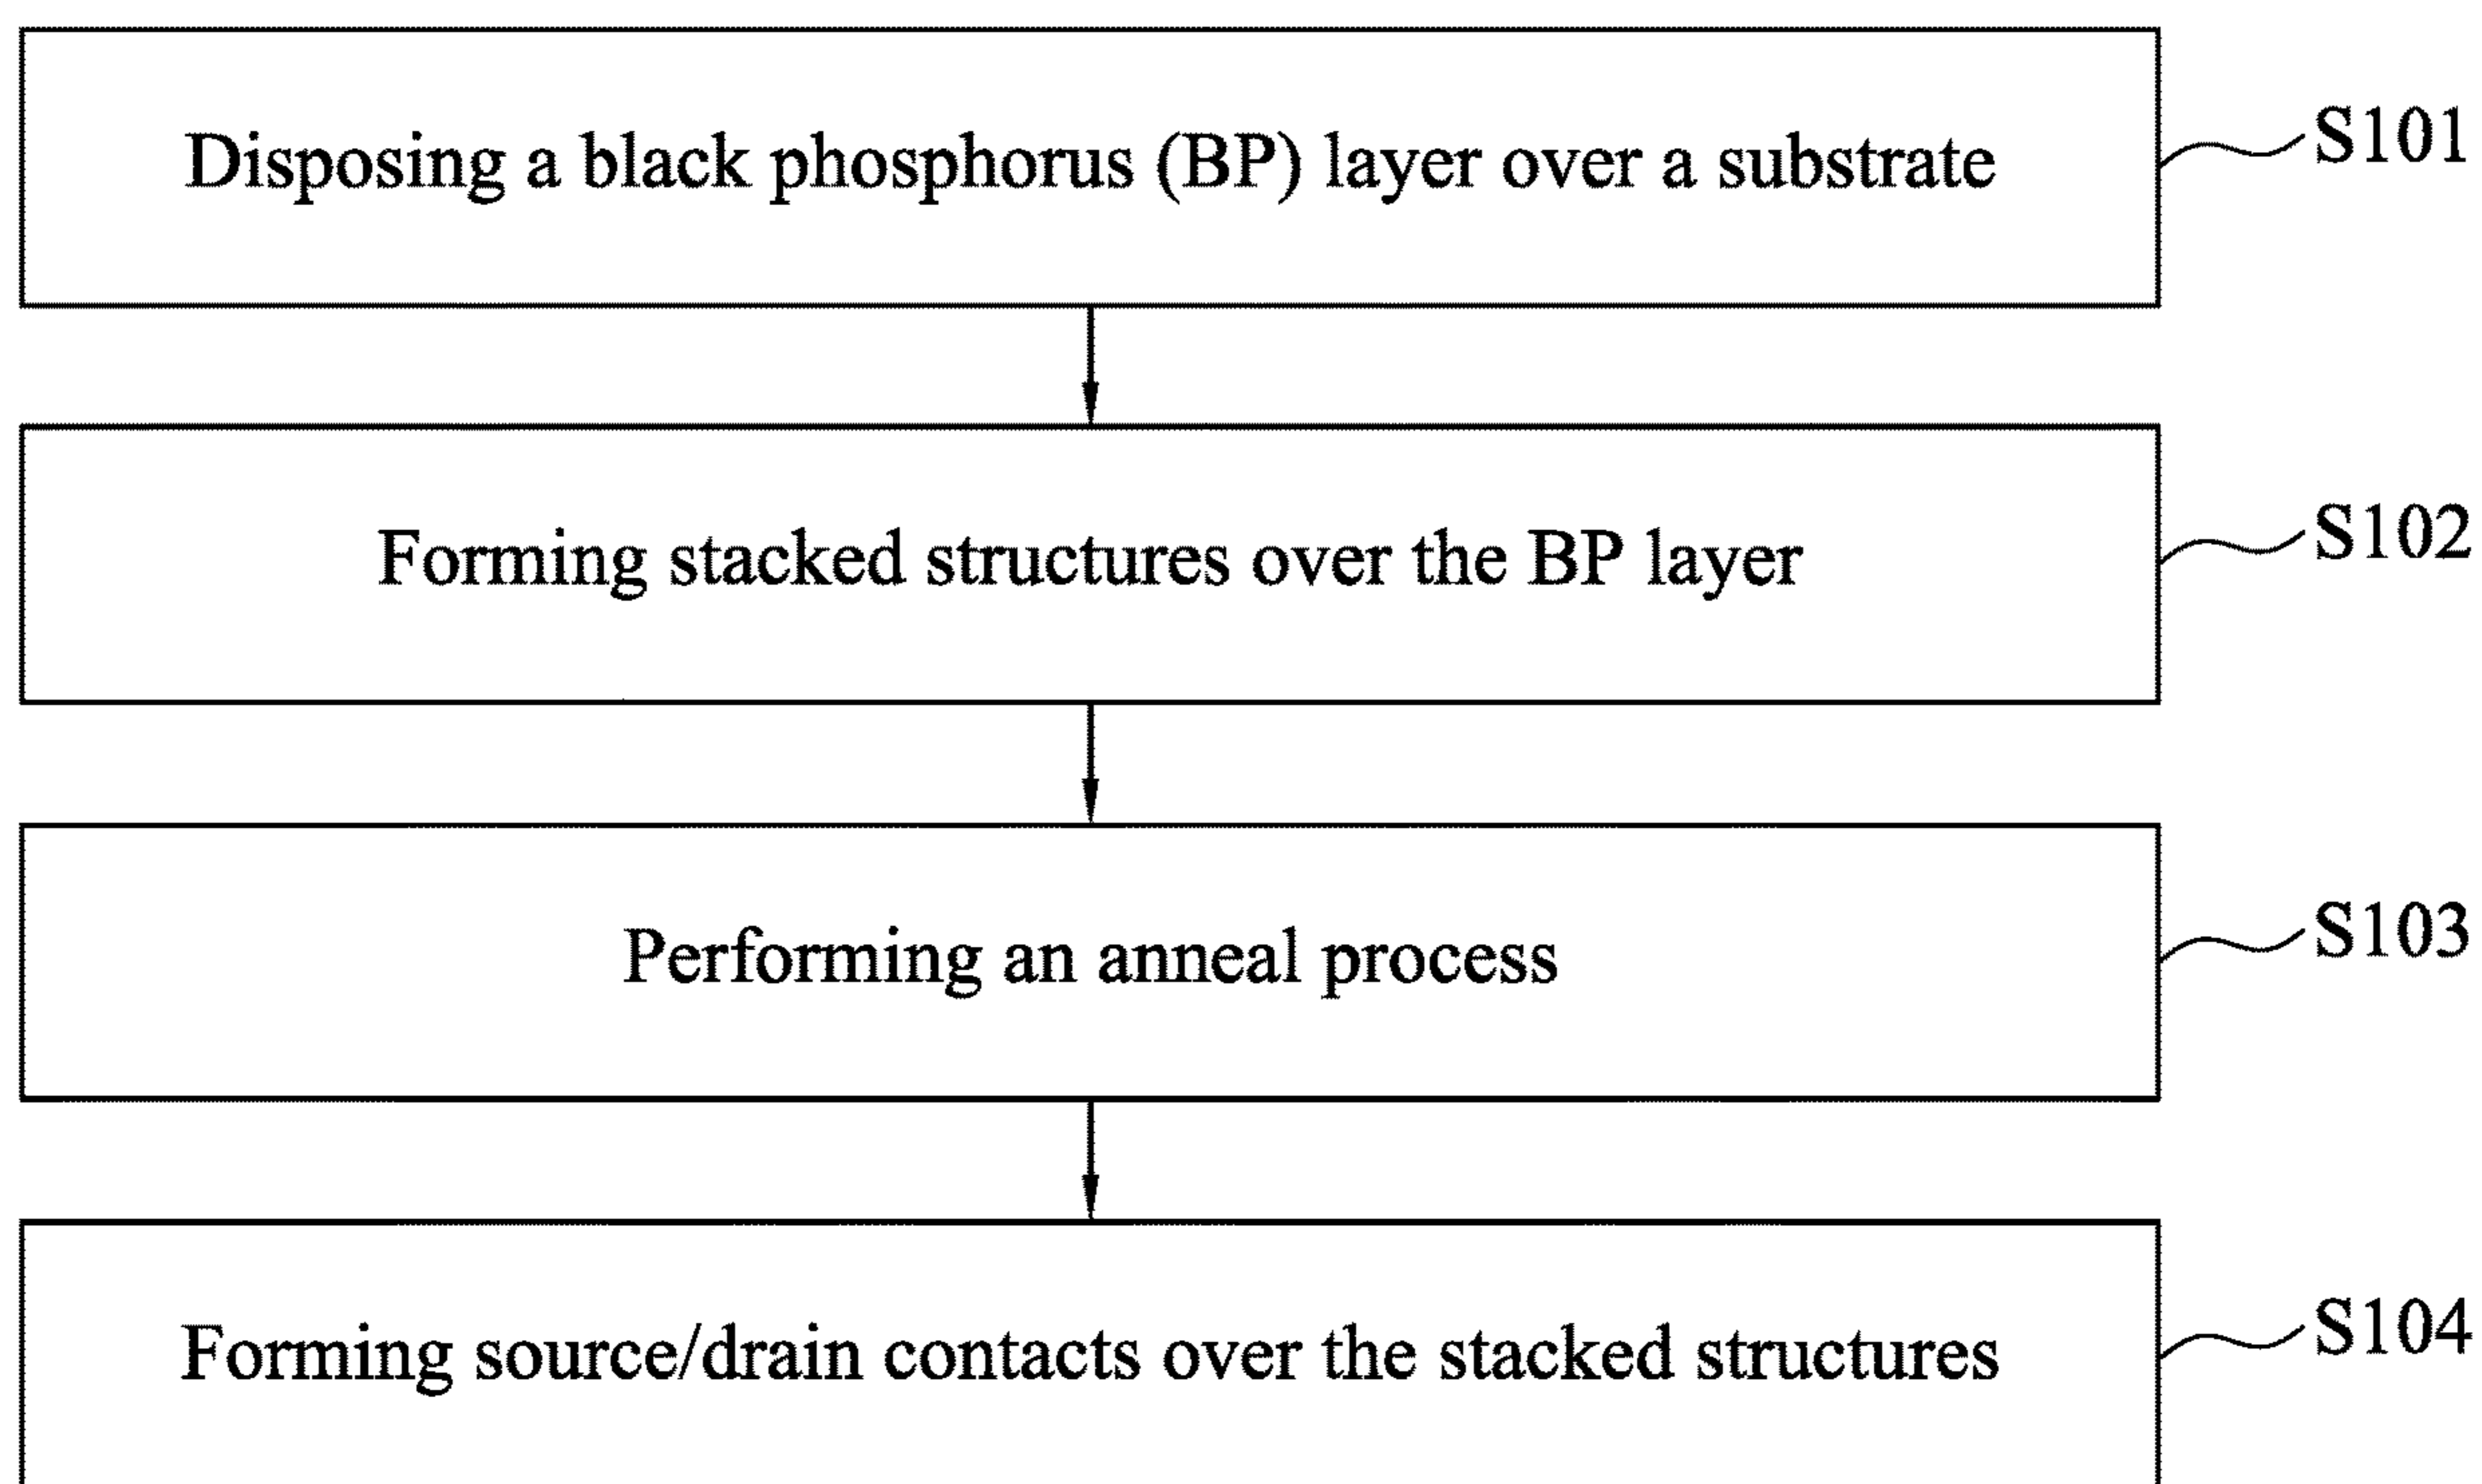 Disposing a black phosphorus (BP) layer over a substrate
S101
Forming stacked structures over the BP layer
S102
Performing an anneal process
S103
Forming source/drain contacts over the stacked structures
S104